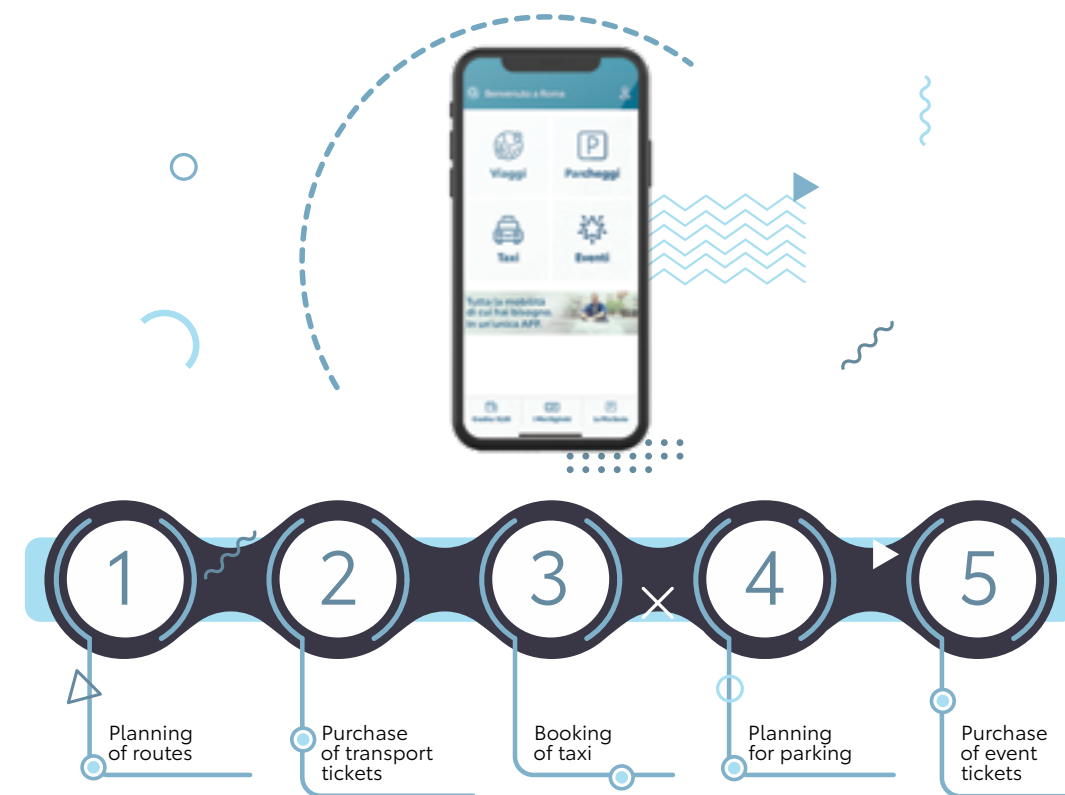 Benvenuto a Roma
Viaggi
P
Parcheggi
Taxi
Eventi
Tutta la mobilità
di cui hai bisogno.
in un'unica APP.
1
2
3
4
5
Planning
of routes
Purchase
of transport
tickets
Booking
of taxi
Planning
for parking
Purchase
of event
tickets